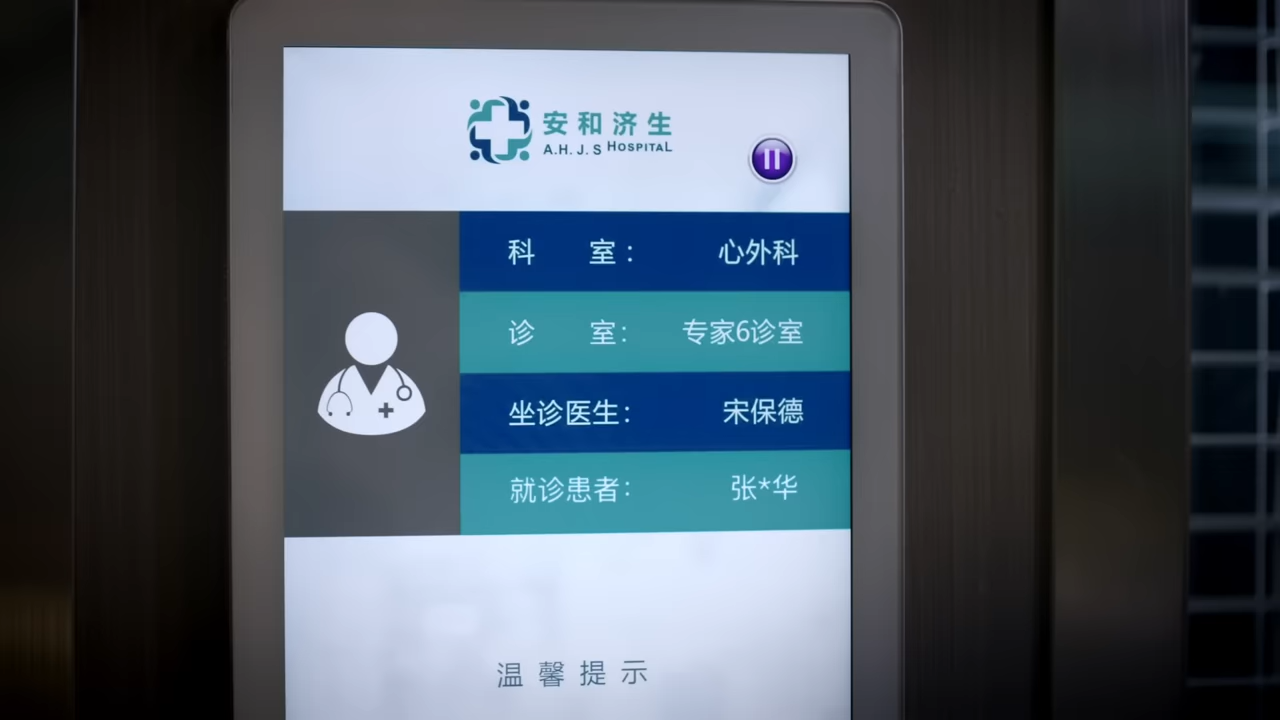 安和济生
A.H.J.S HOSPITAL
科室： 心外科
诊室： 专家6诊室
坐诊医生： 宋保德
就诊患者： 张*华
温馨提示